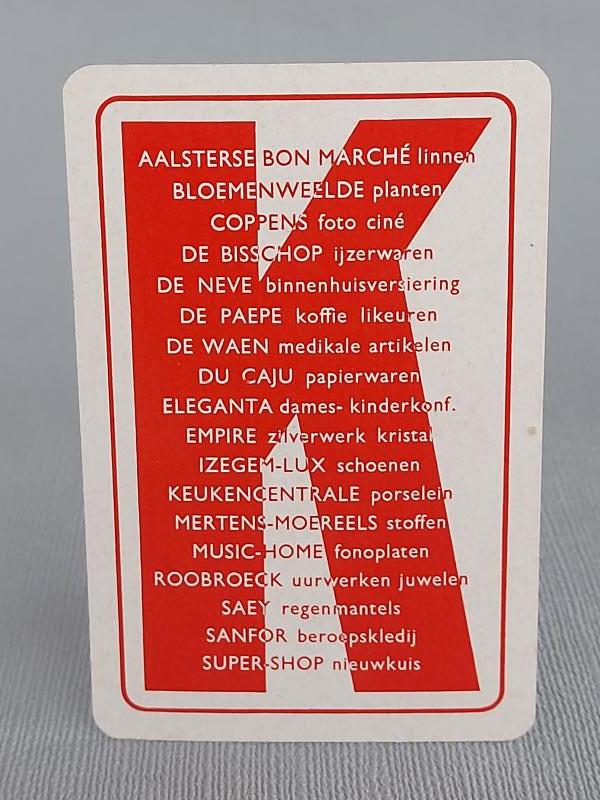 AALSTERSE BON MARCHÉ linnen
BLOEMENWEELDE planten
COPPENS foto ciné
DE BISSCHOP ijzerwaren
DE NEVE binnenhuisversiering
DE PAEPE koffie likeuren
DE WAEN medikale artikelen
DU CAJU papierwaren
ELEGANTA dames- kinderkonf.
EMPIRE zilverwerk kristal
IZEGEM-LUX schoenen
KEUKENCENTRALE porselein
MERTENS-MOEREELS stoffen
MUSIC-HOME fonoplaten
ROOBROECK uurwerken juwelen
SAEY regenmantels
SANFOR beroepskledij
SUPER-SHOP nieuwkuis